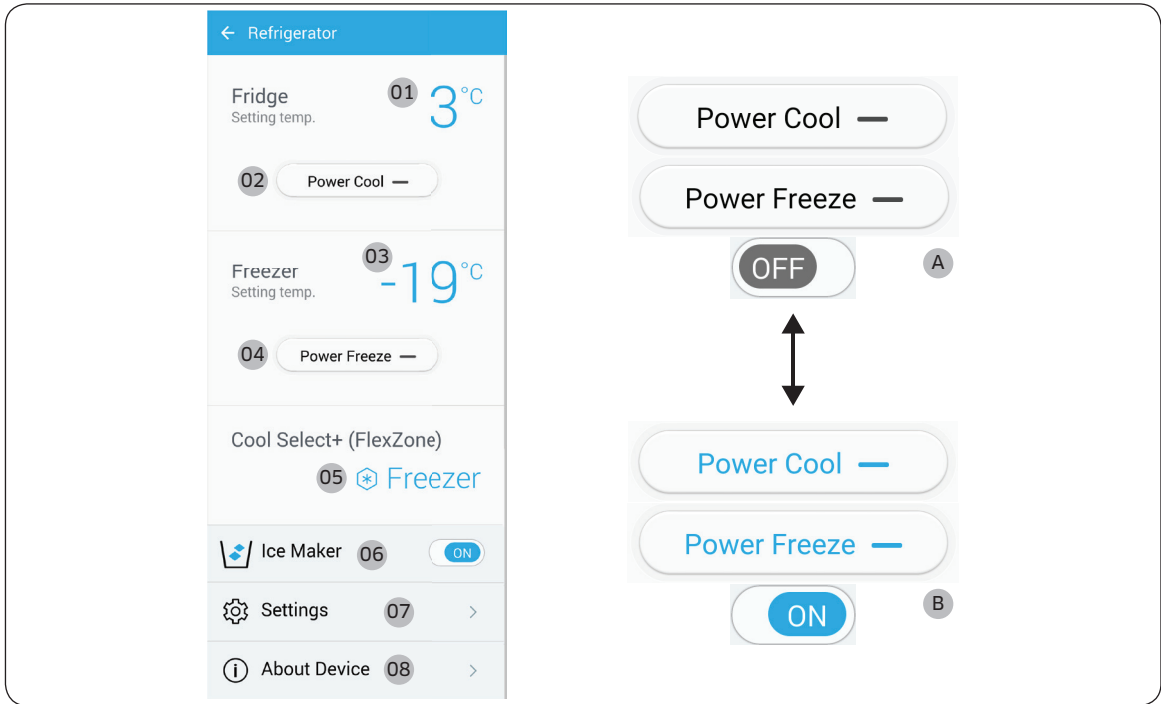 ← Refrigerator
Fridge 01 3°C
Setting temp.
02 Power Cool —
Freezer 03 -19°C
Setting temp.
04 Power Freeze —
Cool Select+ (FlexZone)
05 Freezer
Ice Maker 06 ON
Settings 07 >
About Device 08 >
Power Cool —
Power Freeze —
OFF A
Power Cool —
Power Freeze —
ON B